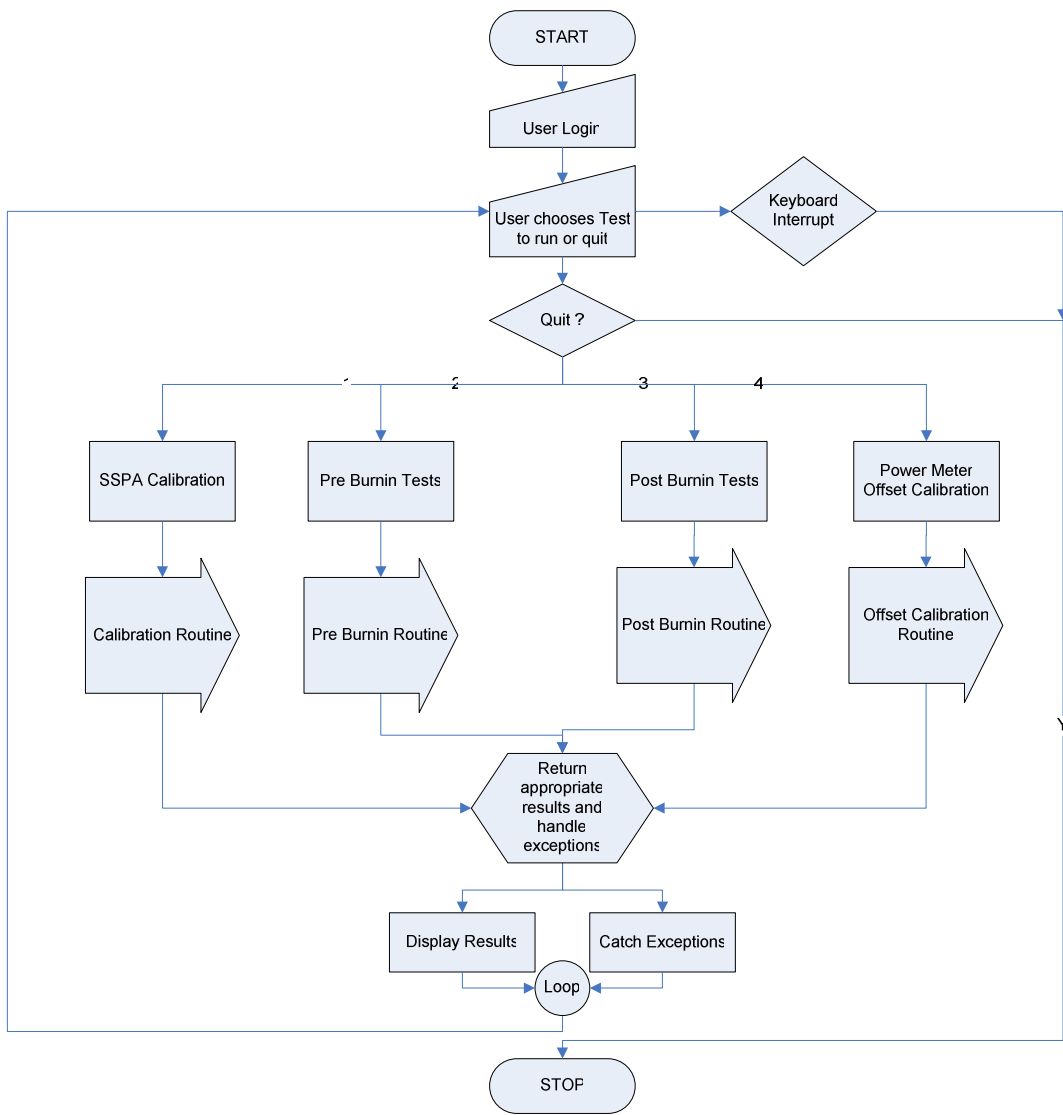 START
User Login
User chooses Test
to run or quit
Keyboard
Interrupt
Quit ?
1
2
3
4
SSPA Calibration
Pre Burnin Tests
Post Burnin Tests
Power Meter
Offset Calibration
Calibration Routine
Pre Burnin Routine
Post Burnin Routine
Offset Calibration
Routine
Y
Return
appropriate
results and
handle
exceptions
Display Results
Catch Exceptions
Loop
STOP